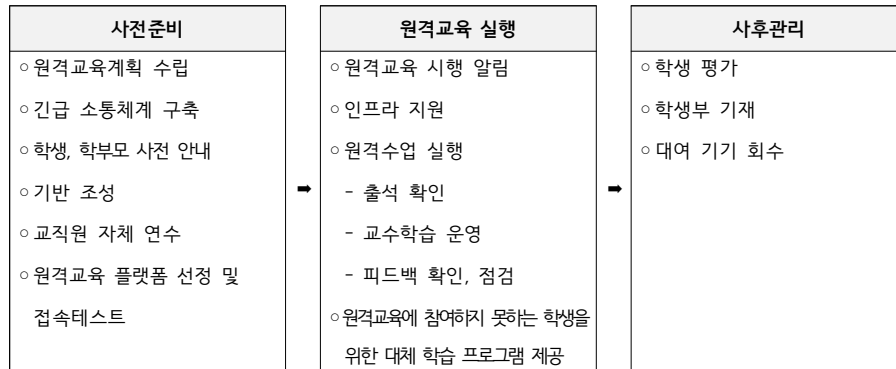 사전준비
○원격교육계획 수립
○긴급 소통체계 구축
○학생, 학부모 사전 안내
○기반 조성
○교직원 자체 연수
○원격교육 플랫폼 선정 및
접속테스트
➡
원격교육 실행
○원격교육 시행 알림
○인프라 지원
○원격수업 실행
- 출석 확인
- 교수학습 운영
- 피드백 확인, 점검
○원격교육에 참여하지 못하는 학생을
위한 대체 학습 프로그램 제공
➡
사후관리
○학생 평가
○학생부 기재
○대여 기기 회수